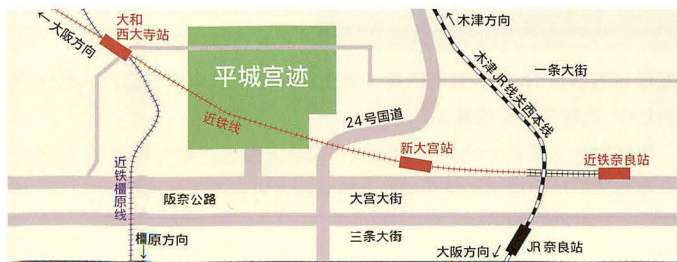 大和
西大寺站
←大阪方向
平城宫迹
木津方向
木津
JR线关西本线
一条大街
24号国道
近铁线
新大宫站
近铁奈良站
近铁橿原线
阪奈公路
大宫大街
橿原方向
三条大街
大阪方向
JR奈良站